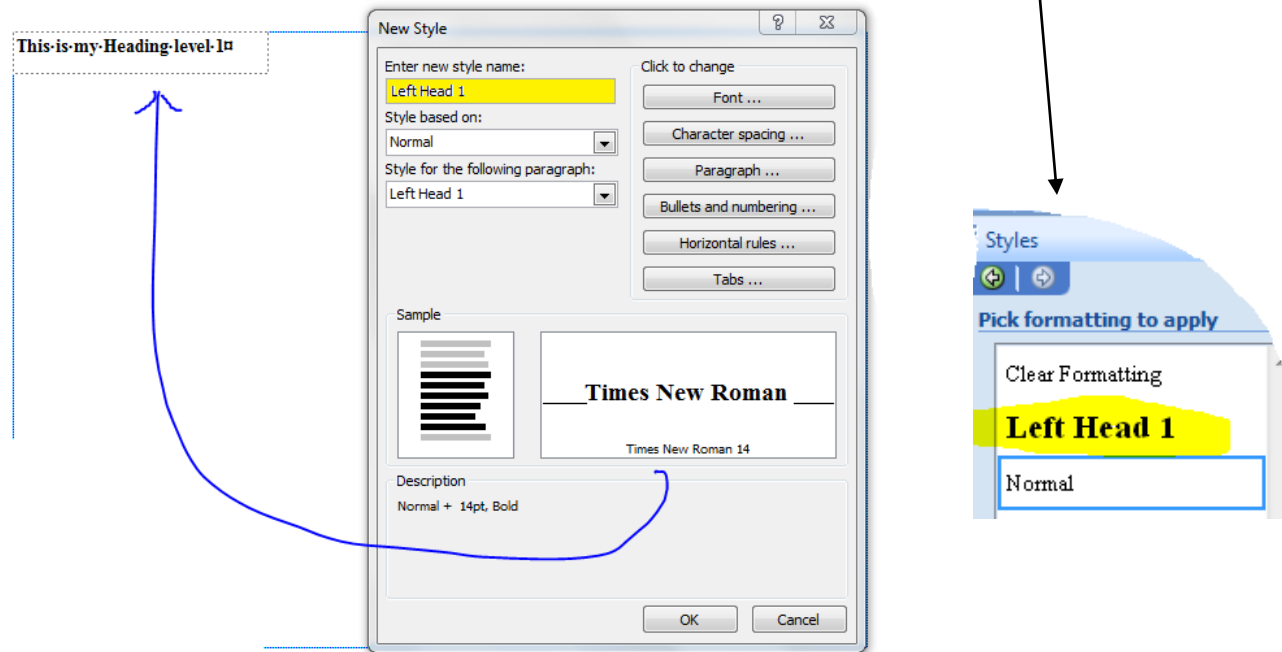 This·is·my·Heading·level·1¤
New Style
Enter new style name:
Left Head 1
Style based on:
Normal
Style for the following paragraph:
Left Head 1
Click to change
Font ...
Character spacing ...
Paragraph ...
Bullets and numbering ...
Horizontal rules ...
Tabs ...
Sample
Times New Roman
Times New Roman 14
Description
Normal + 14pt, Bold
OK
Cancel
Styles
Pick formatting to apply
Clear Formatting
Left Head 1
Normal